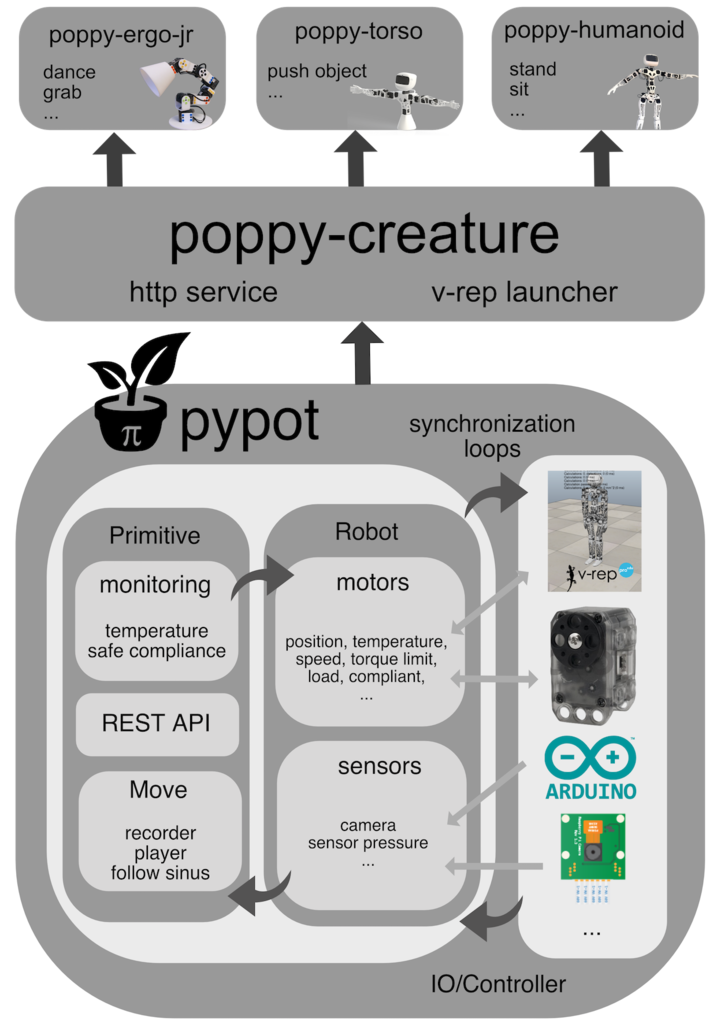 poppy-ergo-jr
dance
grab
...
poppy-torso
push object
...
poppy-humanoid
stand
sit
...
poppy-creature
http service
v-rep launcher
π
pypot
synchronization
loops
Primitive
monitoring
temperature
safe compliance
REST API
Move
recorder
player
follow sinus
Robot
motors
position, temperature,
speed, torque limit,
load, compliant,
...
sensors
camera
sensor pressure
...
v-rep
ARDUINO
TM
...
IO/Controller